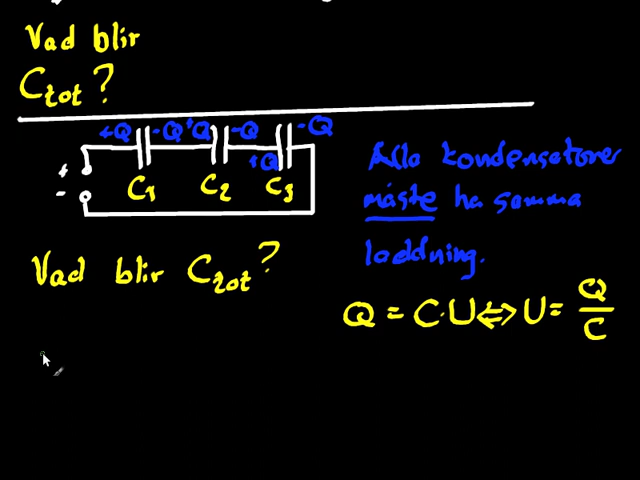 Vad blir
Ctot?
+Q -Q +Q -Q +Q -Q
+
-
C1 C2 C3
Alla kondensatorer
måste ha samma
laddning.
Vad blir Ctot?
Q = C·U ⇔ U = Q/C